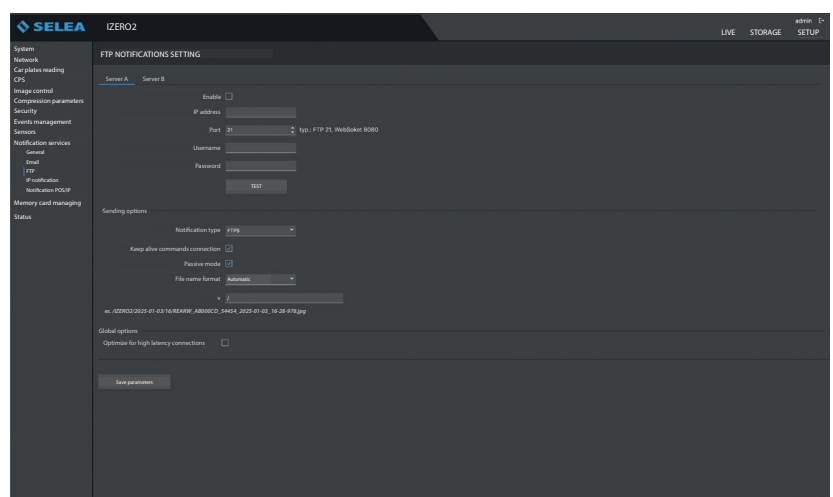 SELEA
IZERO2
admin
LIVE STORAGE SETUP
System
Network
Car plates reading
CPS
Image control
Compression parameters
Security
Events management
Sensors
Notification services
General
Email
FTP
IP notification
Notification POS/IP
Memory card managing
Status
FTP NOTIFICATIONS SETTING
Server A Server B
Enable
IP address
Port 21 typ.: FTP 21, WebSoket 8080
Username
Password
TEST
Sending options
Notification type FTPS
Keep alive commands connection
Passive mode
File name format Automatic
v /
es. /IZERO2/2025-01-03/16/REARW_AB000CD_54454_2025-01-03_16-28-978.jpg
Global options
Optimize for high latency connections
Save parameters